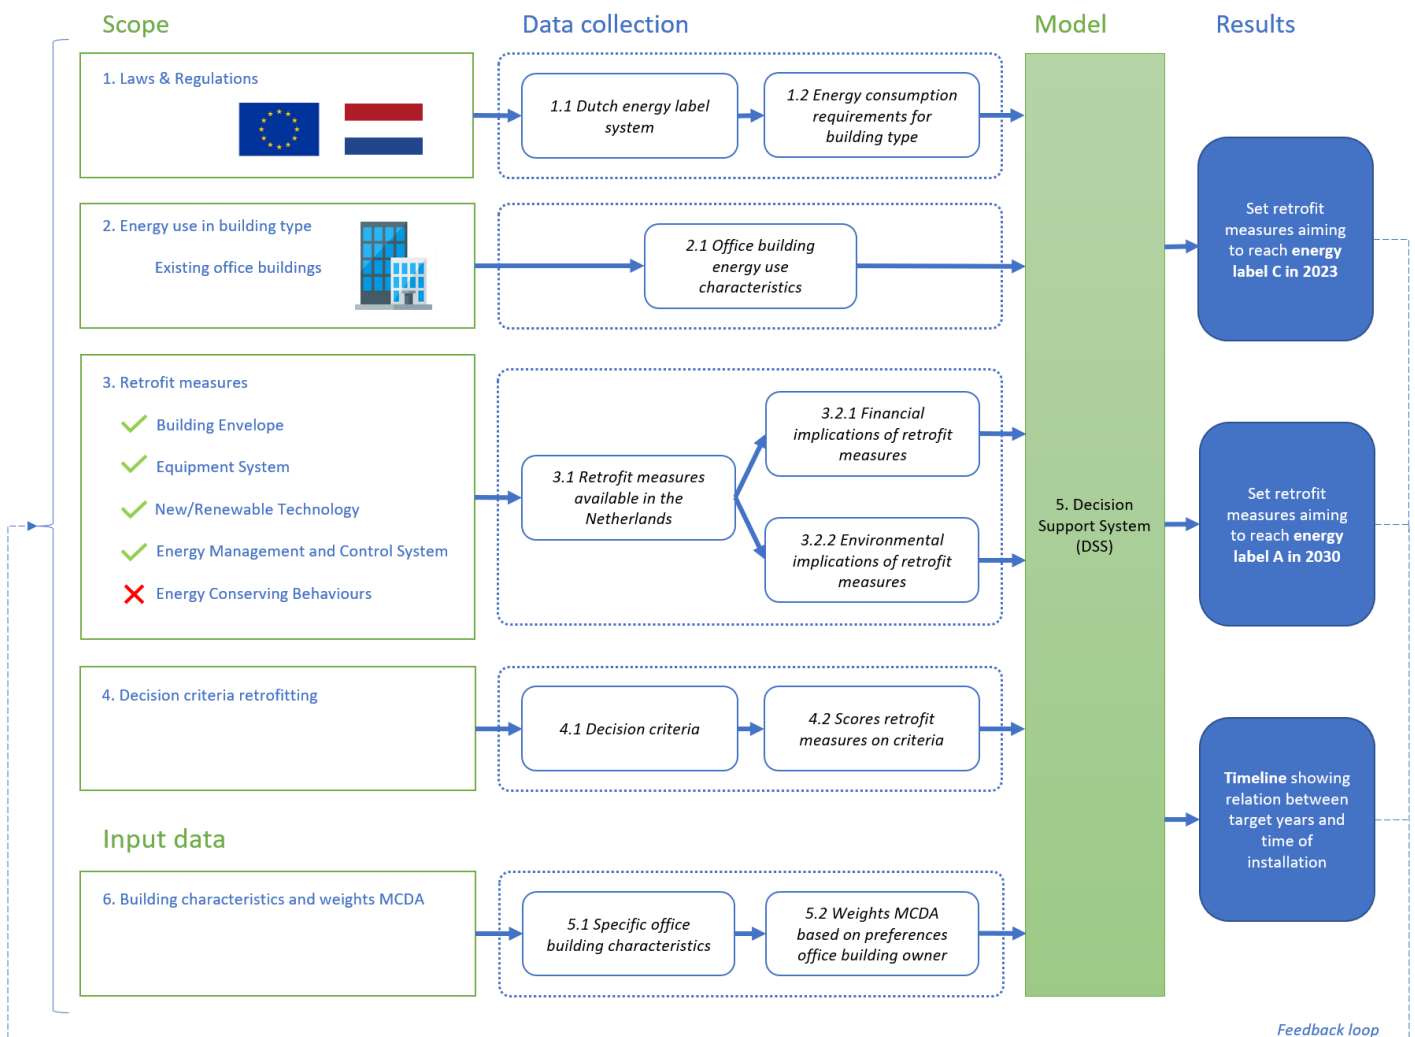 Scope
Data collection
Model
Results
1. Laws & Regulations
1.1 Dutch energy label
system
1.2 Energy consumption
requirements for
building type
2. Energy use in building type
Existing office buildings
2.1 Office building
energy use
characteristics
3. Retrofit measures
Building Envelope
Equipment System
New/Renewable Technology
Energy Management and Control System
Energy Conserving Behaviours
3.1 Retrofit measures
available in the
Netherlands
3.2.1 Financial
implications of retrofit
measures
3.2.2 Environmental
implications of retrofit
measures
4. Decision criteria retrofitting
4.1 Decision criteria
4.2 Scores retrofit
measures on criteria
Input data
6. Building characteristics and weights MCDA
5.1 Specific office
building characteristics
5.2 Weights MCDA
based on preferences
office building owner
5. Decision
Support System
(DSS)
Set retrofit
measures aiming
to reach energy
label C in 2023
Set retrofit
measures aiming
to reach energy
label A in 2030
Timeline showing
relation between
target years and
time of
installation
Feedback loop